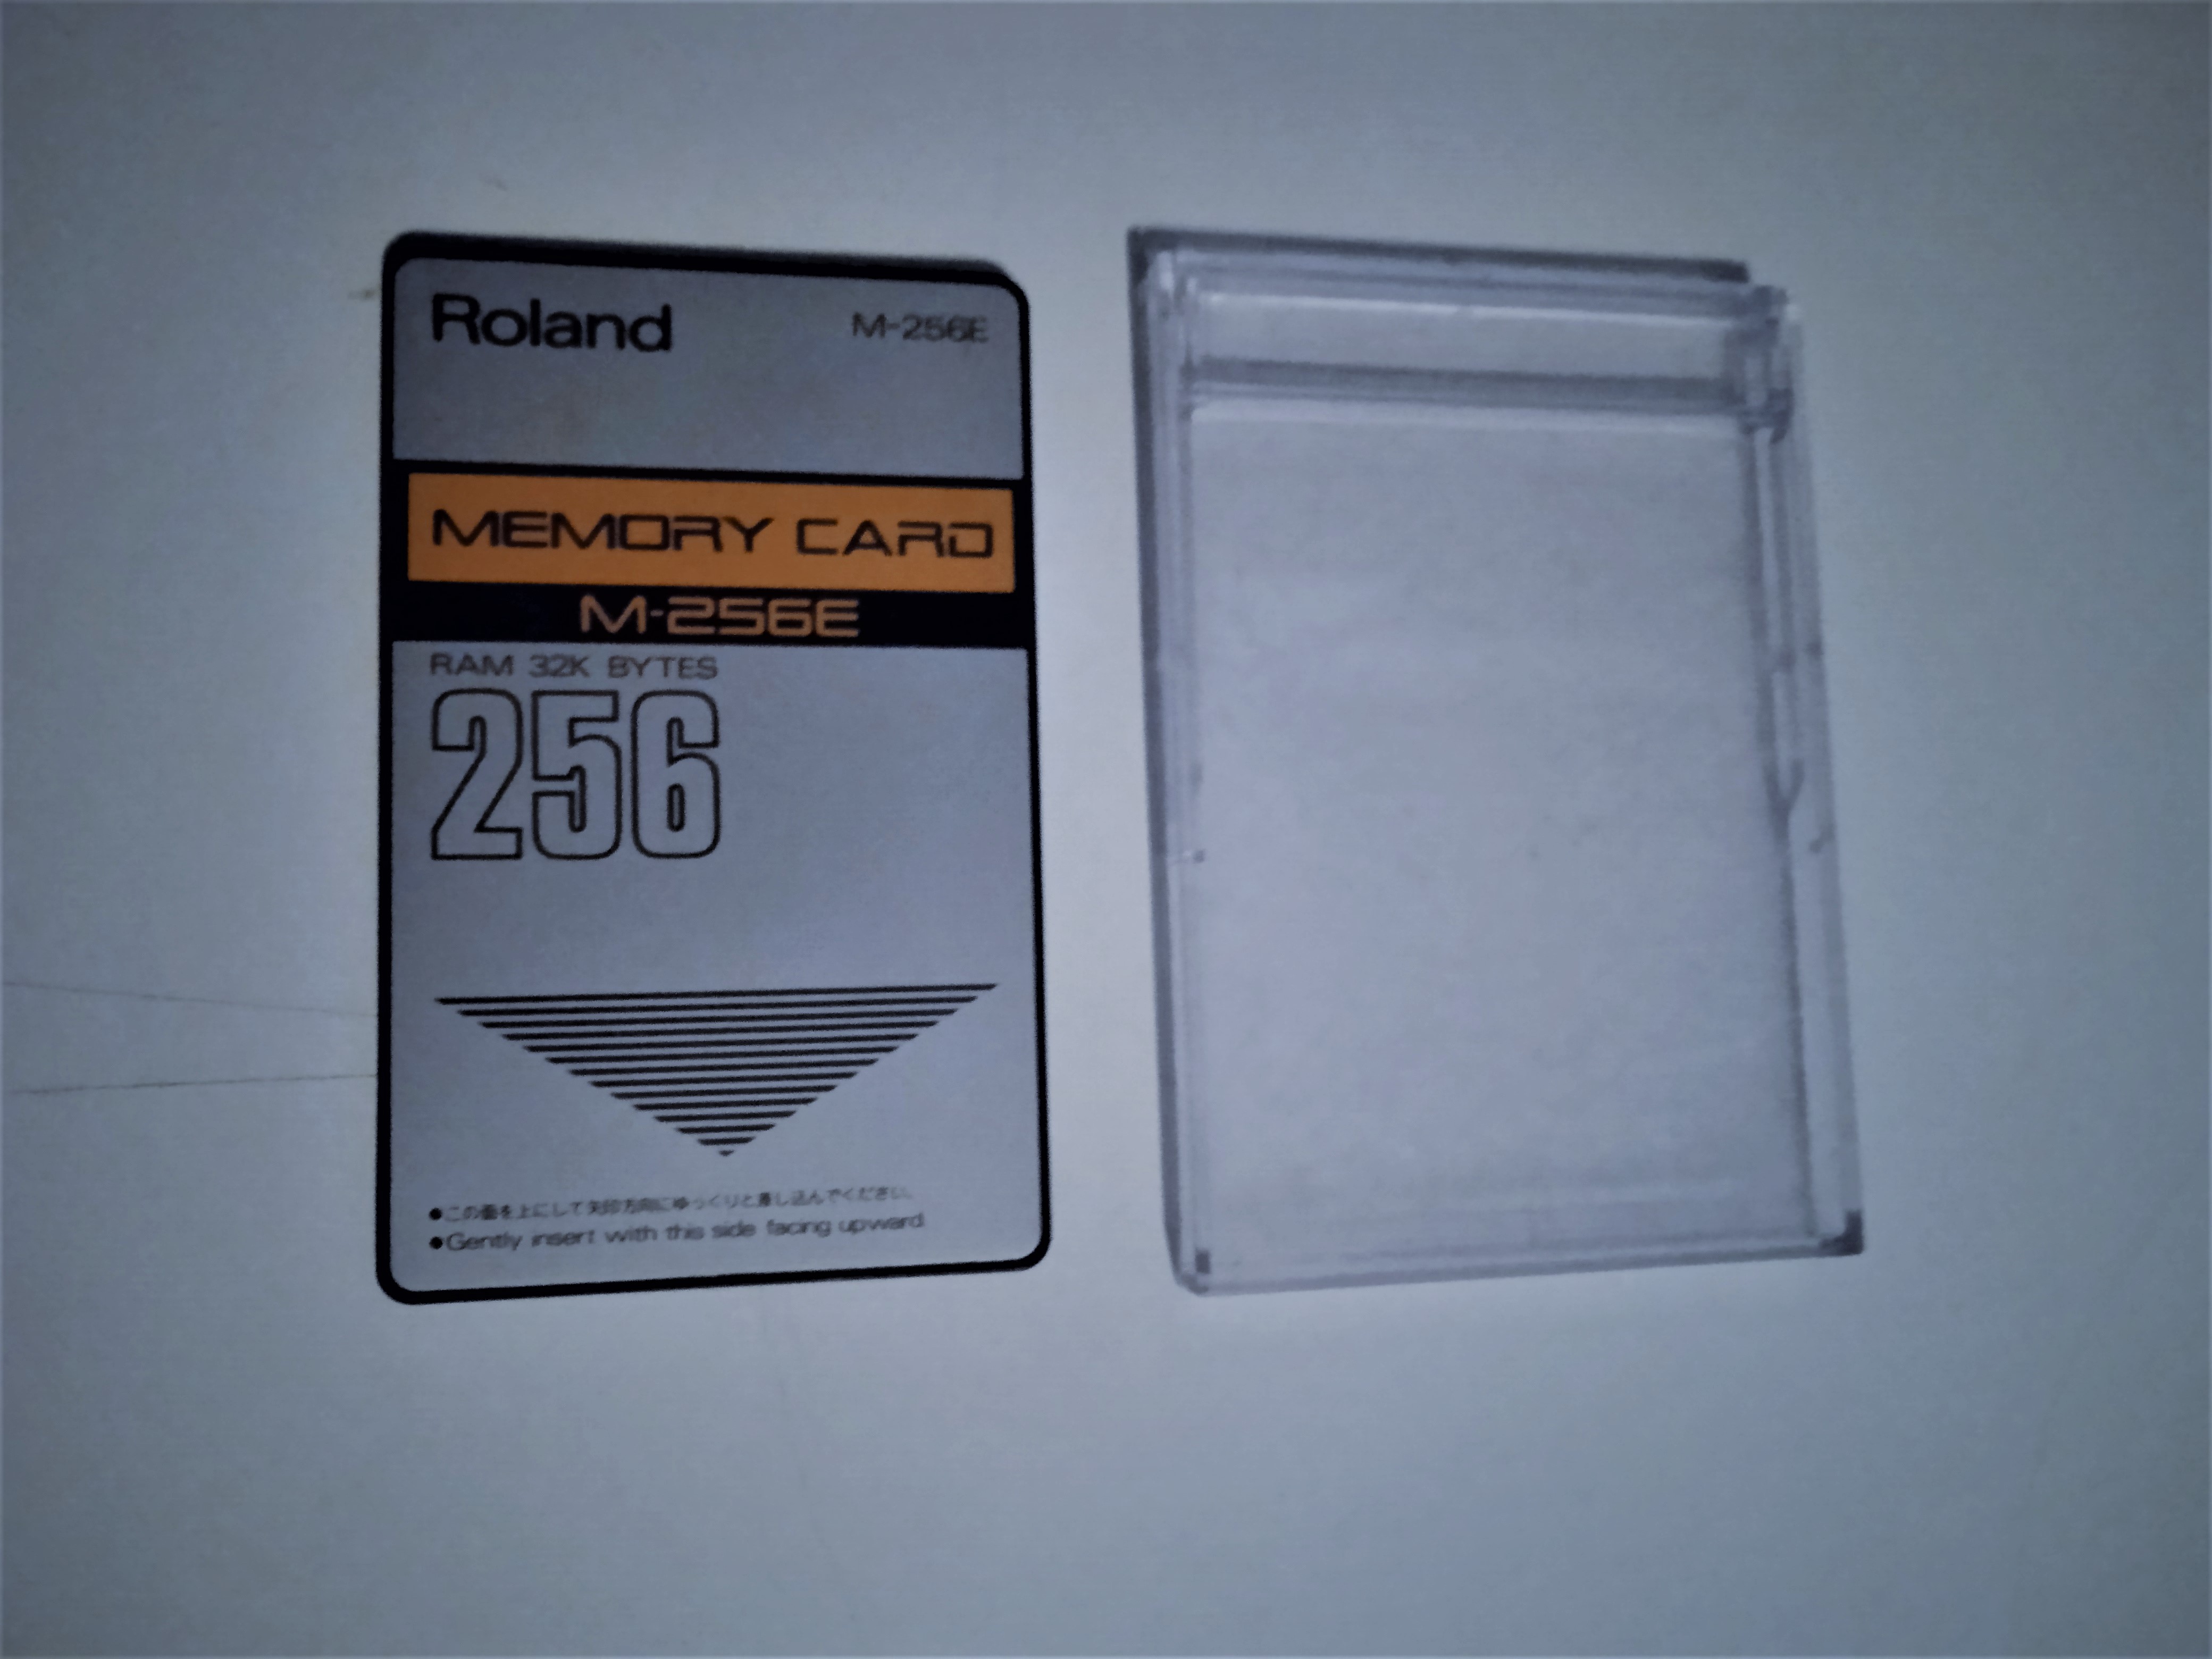 Roland M-256E
MEMORY CARD
M-256E
RAM 32K BYTES
256
●この面を上にして矢印方向にゆっくりと差し込んでください。
●Gently insert with this side facing upward